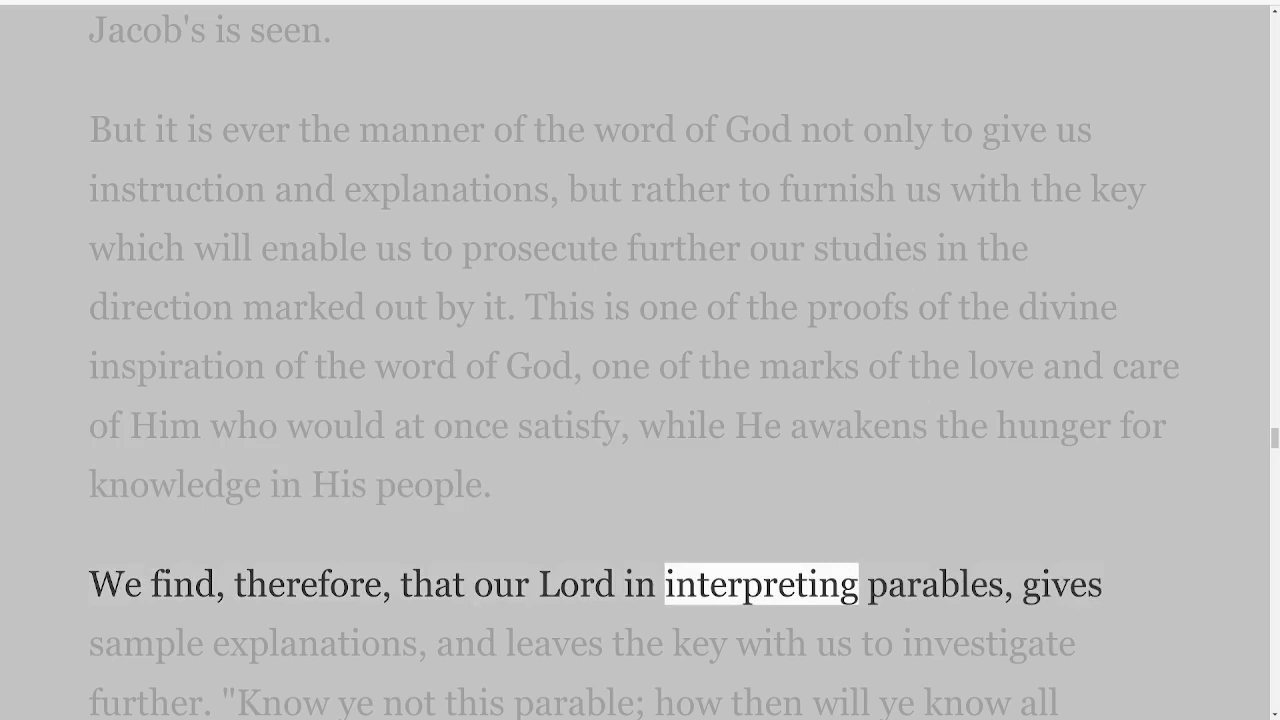 Jacob's is seen.
But it is ever the manner of the word of God not only to give us
instruction and explanations, but rather to furnish us with the key
which will enable us to prosecute further our studies in the
direction marked out by it. This is one of the proofs of the divine
inspiration of the word of God, one of the marks of the love and care
of Him who would at once satisfy, while He awakens the hunger for
knowledge in His people.
We find, therefore, that our Lord in interpreting parables, gives
sample explanations, and leaves the key with us to investigate
further. "Know ye not this parable; how then will ye know all